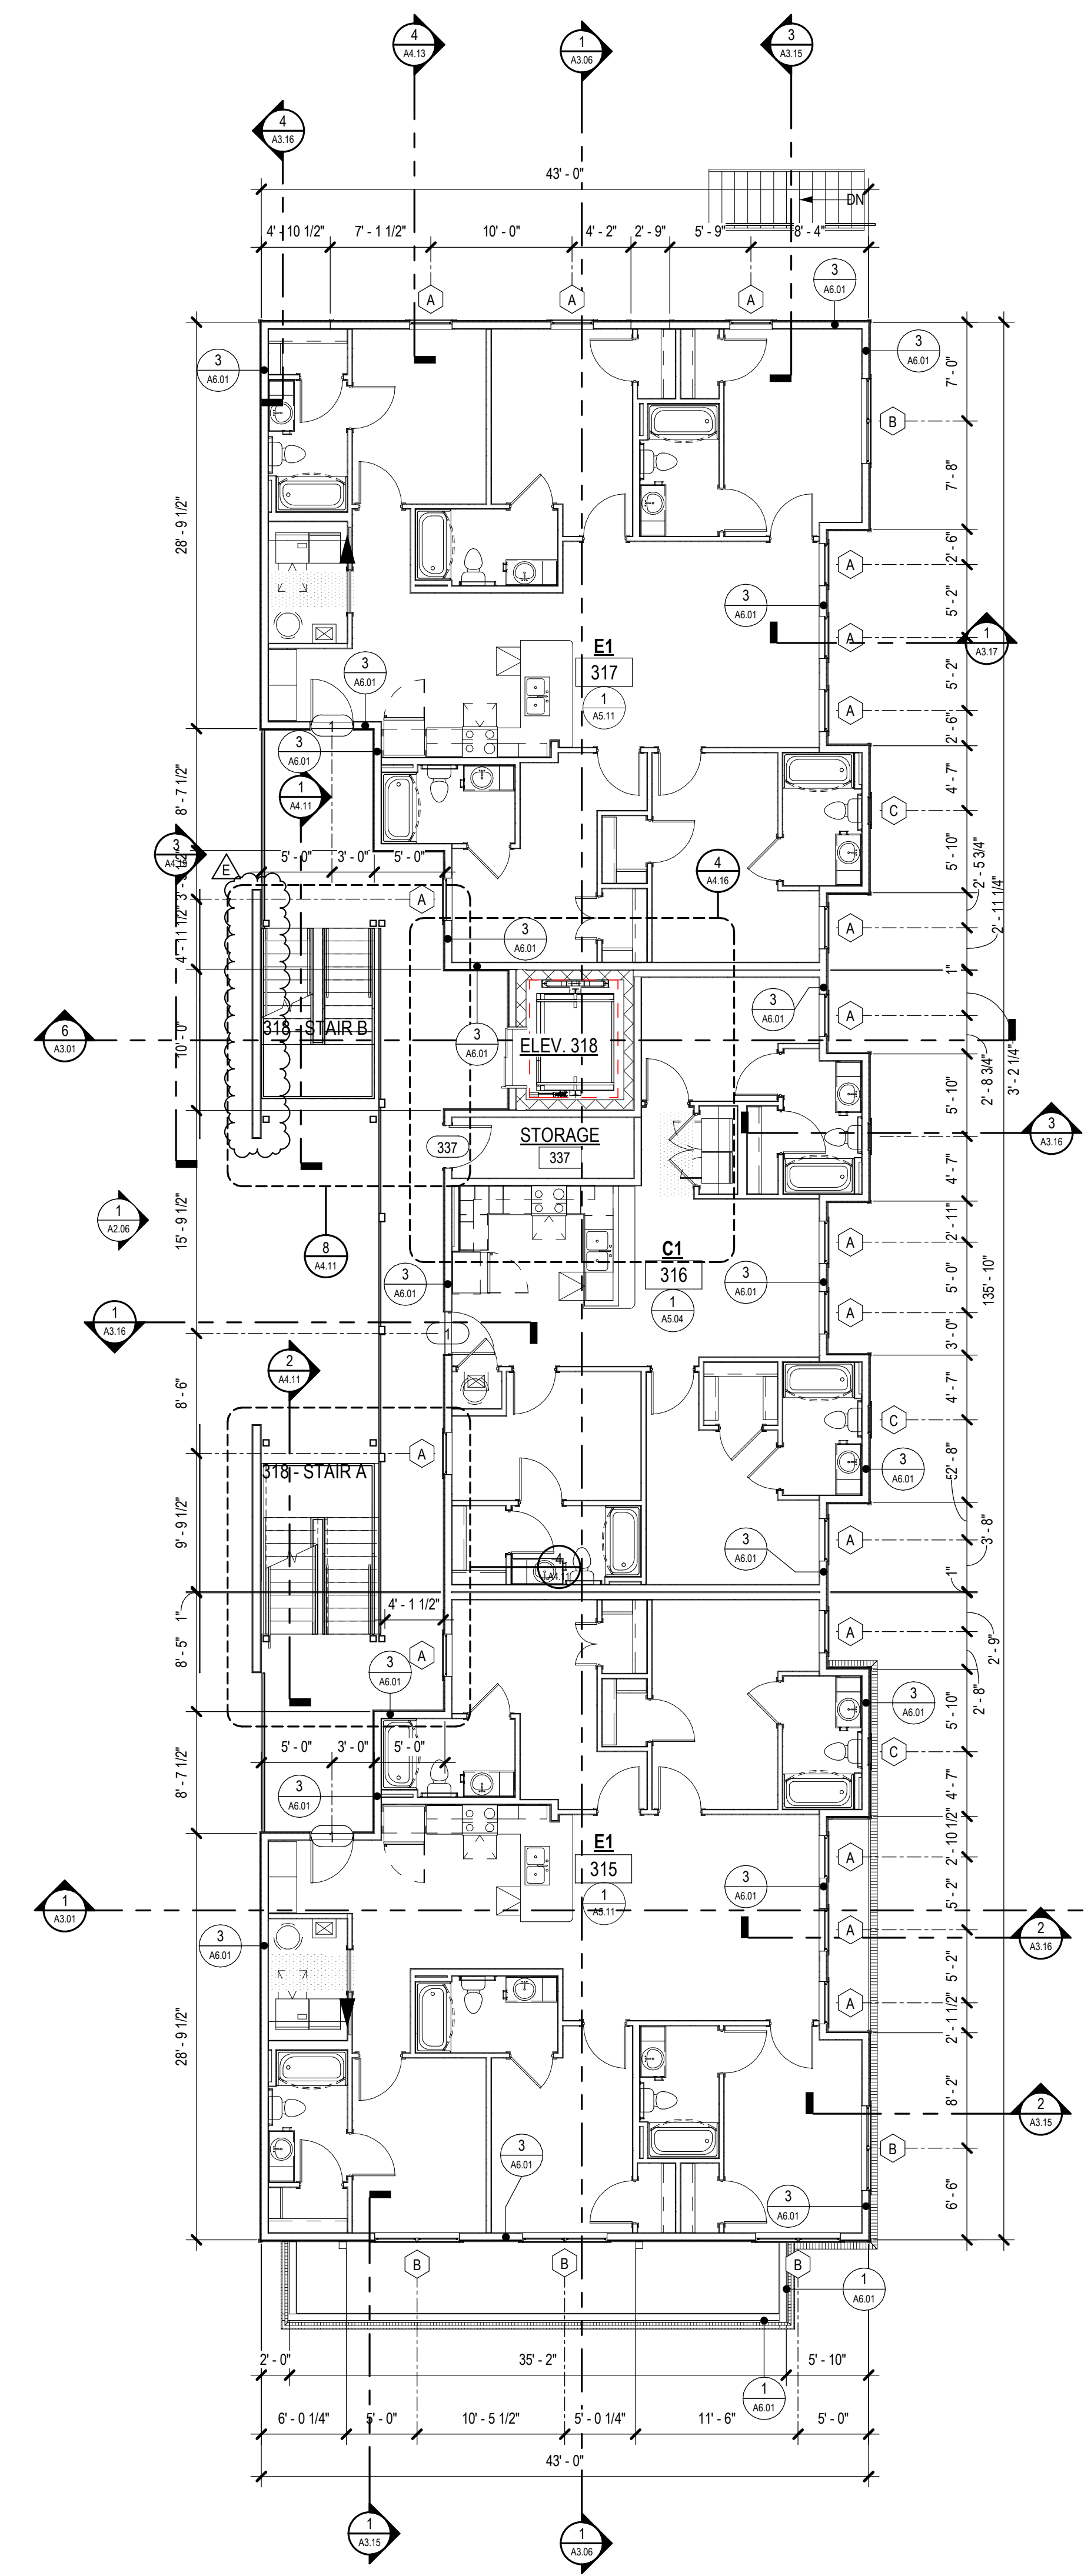 4
A4.13
1
A3.06
3
A3.15
4
A3.16
43' - 0"
DN
4' - 10 1/2"
7' - 1 1/2"
10' - 0"
4' - 2"
2' - 9"
5' - 9"
8' - 4"
A
A
A
3
A6.01
3
A6.01
3
A6.01
7' - 0"
B
7' - 8"
28' - 9 1/2"
2' - 6"
A
5' - 2"
3
A6.01
A
1
A3.17
E1
317
1
A5.11
5' - 2"
3
A6.01
A
2' - 6"
3
A6.01
8' - 7 1/2"
1
A4.11
4' - 7"
C
3
5' - 0"
3' - 0"
5' - 0"
E
5' - 10"
2' - 5 3/4"
4
A4.16
A
4' - 11 1/2"
3
A6.01
A
2' - 11 1/4"
1"
3
A6.01
A
318 - STAIR B
6
A3.01
10' - 0"
3
A6.01
ELEV. 318
2' - 8 3/4"
3' - 2 1/4"
5' - 10"
3
A3.16
STORAGE
337
337
4' - 7"
1
A2.06
15' - 9 1/2"
8
A4.11
2' - 11"
A
C1
316
1
A5.04
3
A6.01
3
A6.01
5' - 0"
135' - 10"
1
A3.16
1
A
3' - 0"
2
A4.11
8' - 6"
4' - 7"
C
A
3
A6.01
52' - 8"
318 - STAIR A
9' - 9 1/2"
3
A6.01
A
3' - 8"
4
1"
1"
4' - 1 1/2"
A
2' - 9"
8' - 5"
A
3
A6.01
2' - 8"
3
A6.01
5' - 10"
C
5' - 0"
3' - 0"
5' - 0"
8' - 7 1/2"
3
A6.01
4' - 7"
1
2' - 10 1/2"
E1
315
1
A5.11
A
3
A6.01
5' - 2"
1
A3.01
3
A6.01
A
2
A3.16
5' - 2"
A
2' - 1 1/2"
28' - 9 1/2"
8' - 2"
2
A3.15
B
3
A6.01
3
A6.01
6' - 6"
B
B
B
1
A6.01
2' - 0"
35' - 2"
5' - 10"
1
A6.01
6' - 0 1/4"
5' - 0"
10' - 5 1/2"
5' - 0 1/4"
11' - 6"
5' - 0"
43' - 0"
1
A3.15
1
A3.06